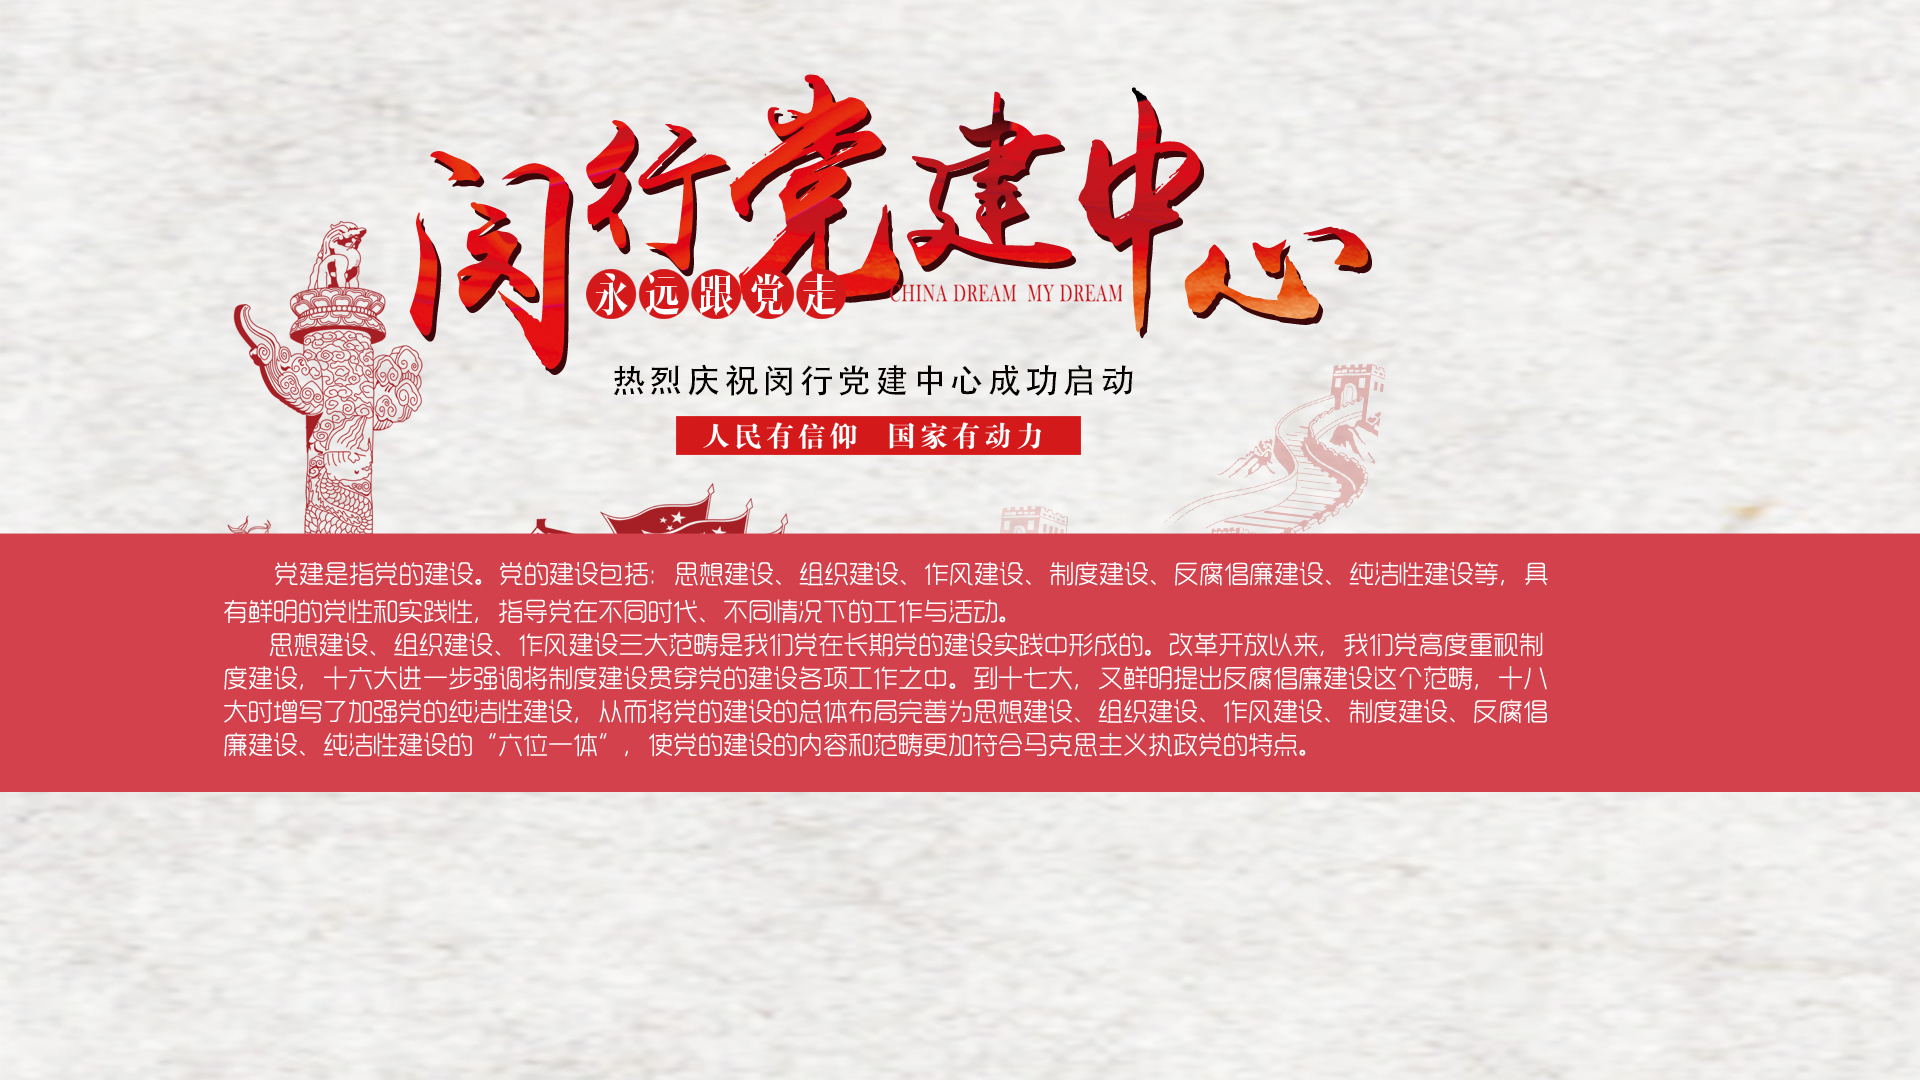 闵行党建中心
永远跟党走
CHINA DREAM MY DREAM
热烈庆祝闵行党建中心成功启动
人民有信仰 国家有动力
党建是指党的建设。党的建设包括：思想建设、组织建设、作风建设、制度建设、反腐倡廉建设、纯洁性建设等，具
有鲜明的党性和实践性，指导党在不同时代、不同情况下的工作与活动。
思想建设、组织建设、作风建设三大范畴是我们党在长期党的建设实践中形成的。改革开放以来，我们党高度重视制
度建设，十六大进一步强调将制度建设贯穿党的建设各项工作之中。到十七大，又鲜明提出反腐倡廉建设这个范畴，十八
大时增写了加强党的纯洁性建设，从而将党的建设的总体布局完善为思想建设、组织建设、作风建设、制度建设、反腐倡
廉建设、纯洁性建设的“六位一体”，使党的建设的内容和范畴更加符合马克思主义执政党的特点。